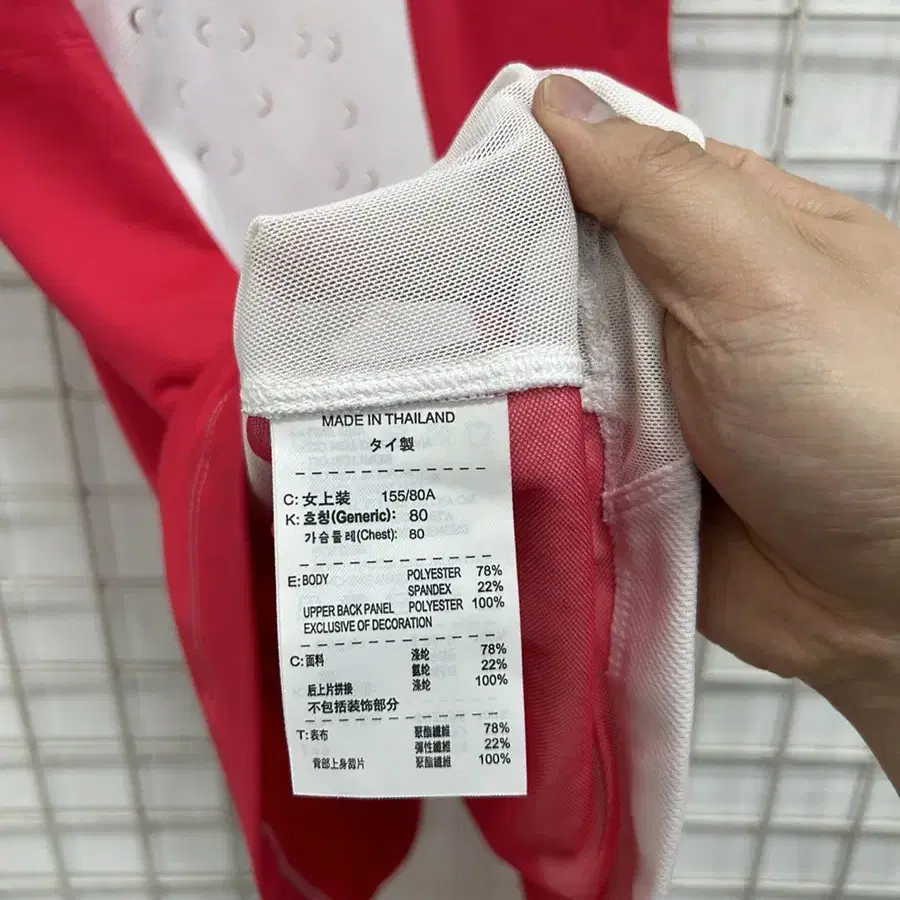 MADE IN THAILAND
タイ製
C: 女上装 155/80A
K: 호칭(Generic): 80
가슴둘레(Chest): 80
E: BODY POLYESTER 78%
SPANDEX 22%
UPPER BACK PANEL POLYESTER 100%
EXCLUSIVE OF DECORATION
C: 面料 涤纶 78%
氨纶 22%
后上片拼接 涤纶 100%
不包括装饰部分
T: 表布 聚酯纖維 78%
彈性纖維 22%
背部上身裁片 聚酯纖維 100%